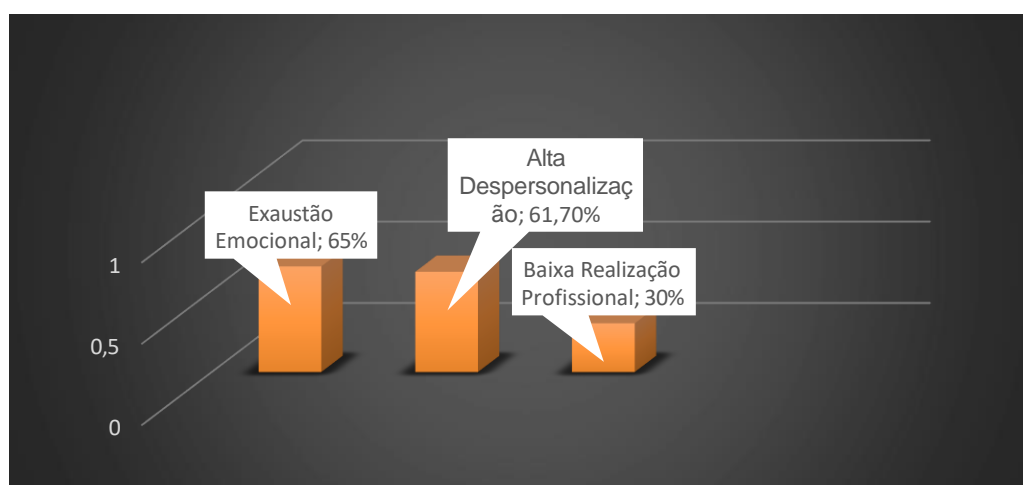 Alta
Despersonalizaç
ão; 61,70%
Exaustão
Emocional; 65%
Baixa Realização
Profissional; 30%
1
0,5
0